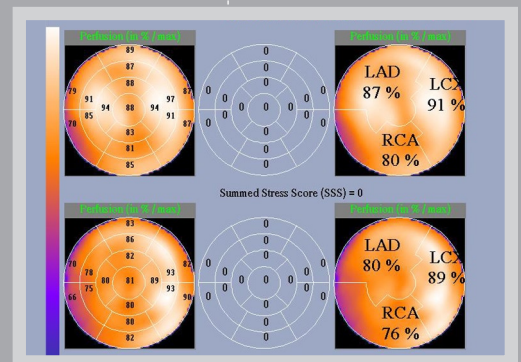 Perfusion (in % / max)
89
87
88
79 91 94 88 94 97
85 91
70 87
83
81
85
0
0
0
0 0
0 0 0 0 0
0 0
0 0
0
0
0
Perfusion (in % / max)
LAD
87 %
LCX
91 %
RCA
80 %
Summed Stress Score (SSS) = 0
Perfusion (in % / max)
83
86
82
70 87
78 80 81 89 93
75 93
66 90
80
80
82
0
0
0
0 0
0 0 0 0 0
0 0
0 0
0
0
0
Perfusion (in % / max)
LAD
80 %
LCX
89 %
RCA
76 %